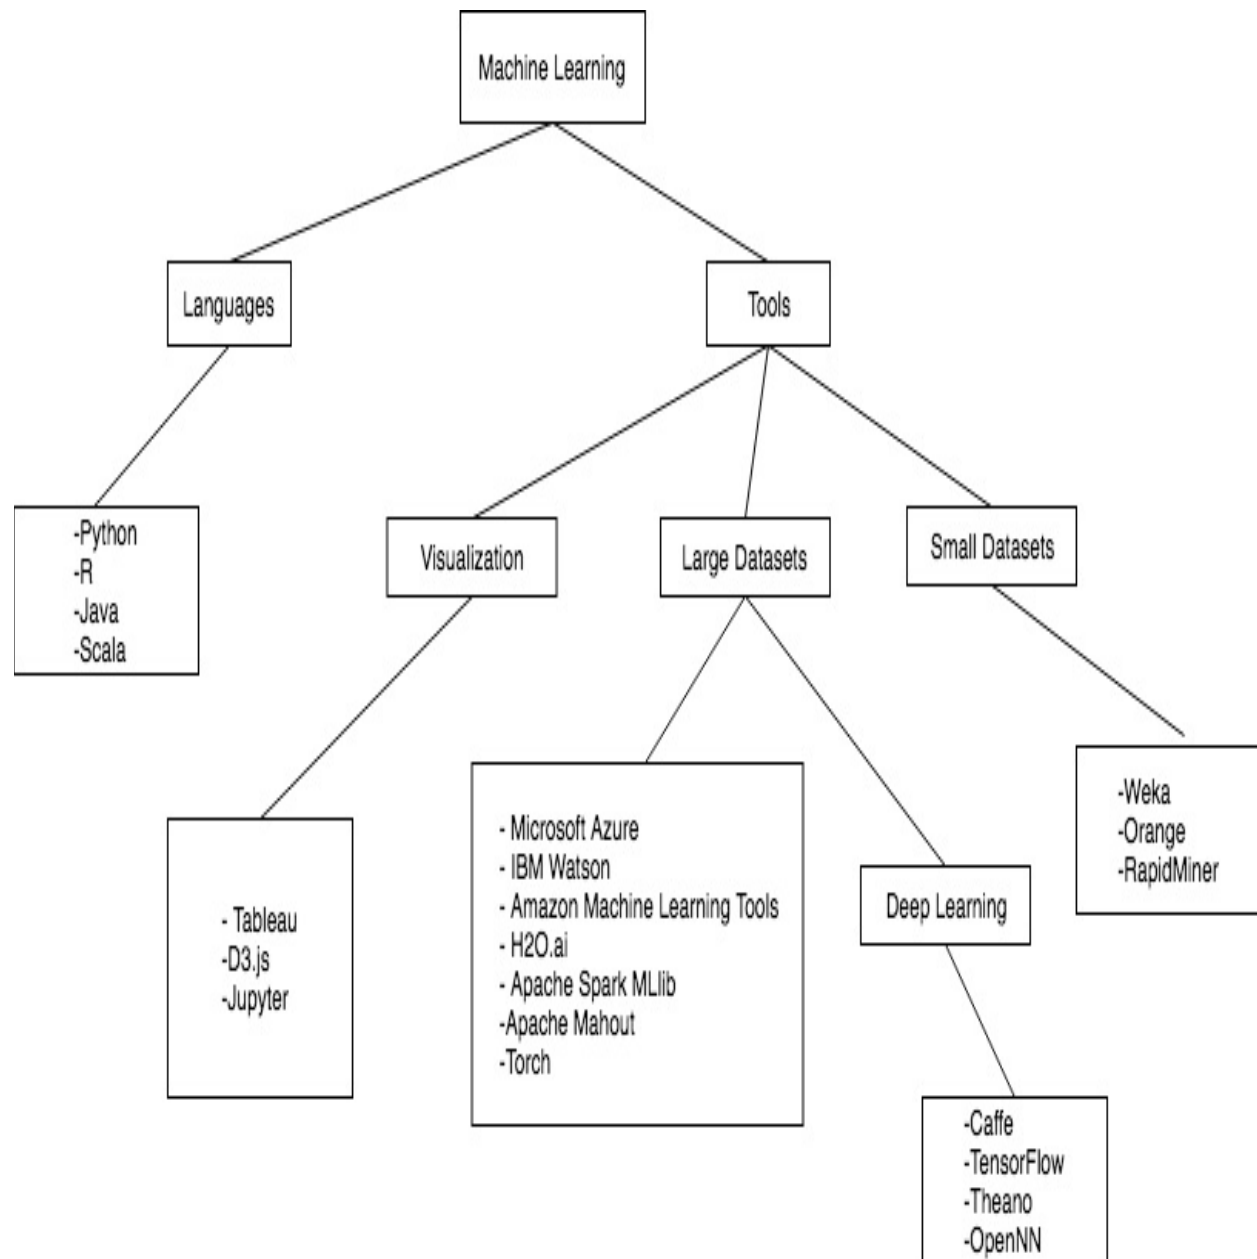 Machine Learning
Languages
Tools
-Python
-R
-Java
-Scala
Visualization
Large Datasets
Small Datasets
- Tableau
-D3.js
-Jupyter
- Microsoft Azure
- IBM Watson
- Amazon Machine Learning Tools
- H2O.ai
- Apache Spark MLlib
-Apache Mahout
-Torch
Deep Learning
-Weka
-Orange
-RapidMiner
-Caffe
-TensorFlow
-Theano
-OpenNN